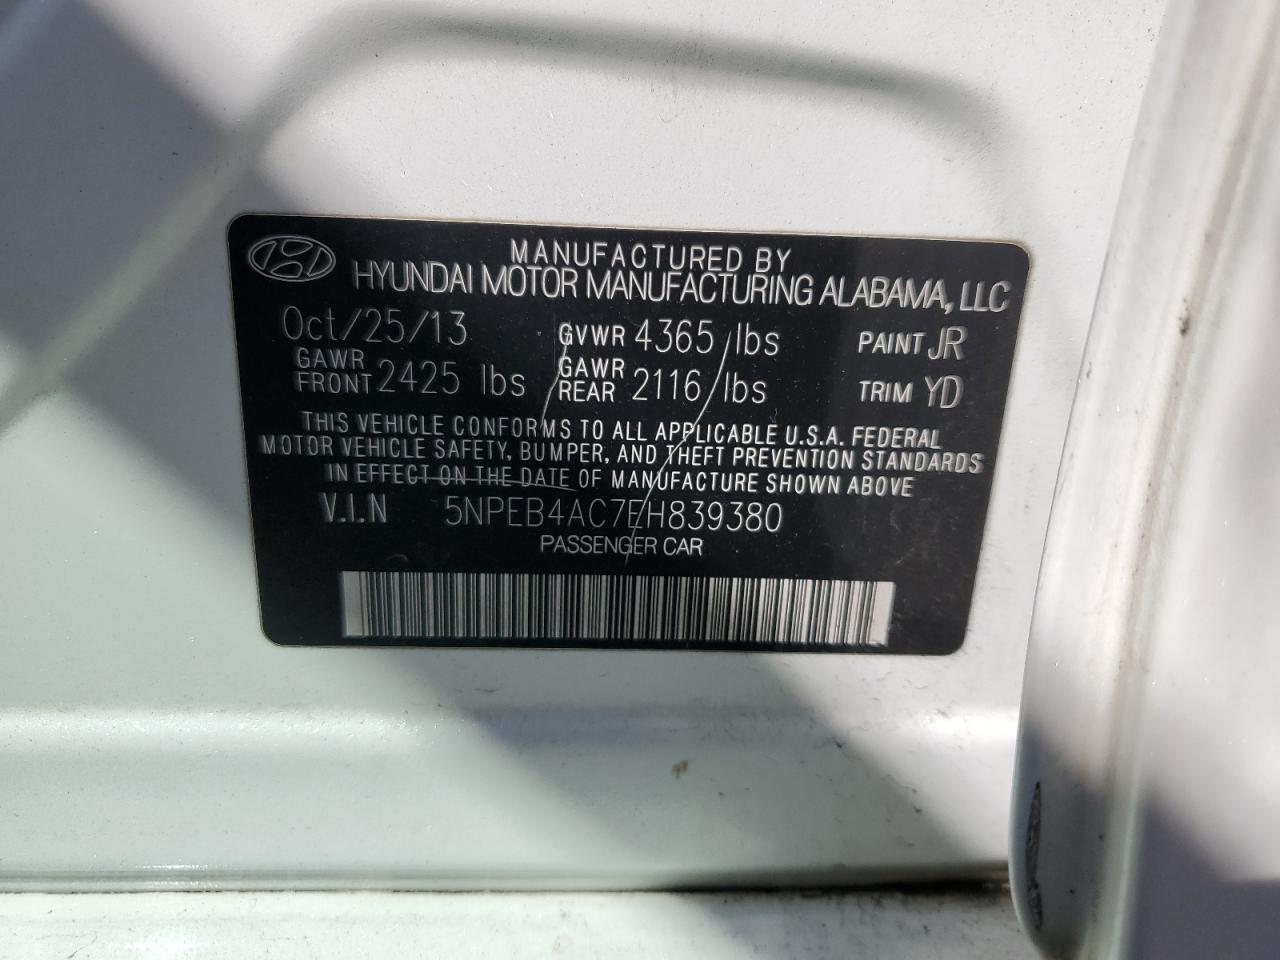 MANUFACTURED BY
HYUNDAI MOTOR MANUFACTURING ALABAMA, LLC
Oct/25/13 GVWR 4365 lbs PAINT JR
GAWR FRONT 2425 lbs GAWR REAR 2116 lbs TRIM YD
THIS VEHICLE CONFORMS TO ALL APPLICABLE U.S.A. FEDERAL
MOTOR VEHICLE SAFETY, BUMPER, AND THEFT PREVENTION STANDARDS
IN EFFECT ON THE DATE OF MANUFACTURE SHOWN ABOVE
V.I.N 5NPEB4AC7EH839380
PASSENGER CAR